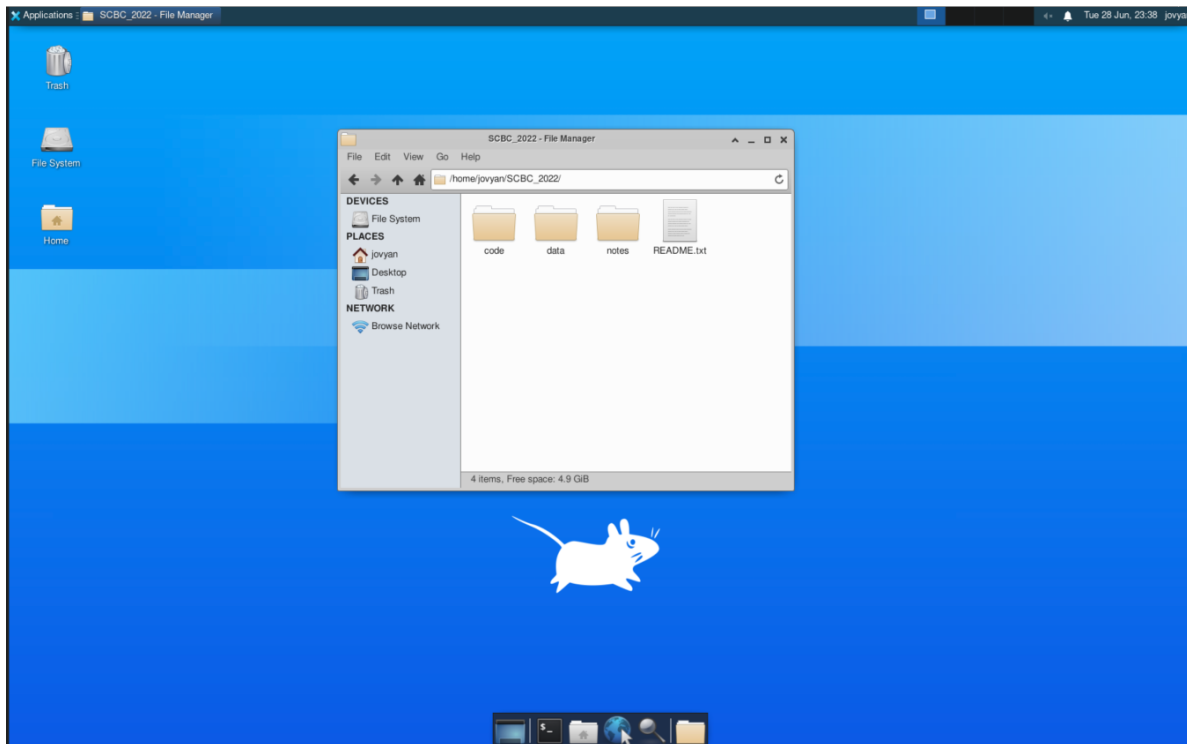 Applications : SCBC_2022 - File Manager
Tue 28 Jun, 23:38 jovya
Trash
File System
Home
SCBC_2022 - File Manager
File Edit View Go Help
/home/jovyan/SCBC_2022/
DEVICES
File System
PLACES
jovyan
Desktop
Trash
NETWORK
Browse Network
code data notes README.txt
4 items, Free space: 4.9 GiB
$_